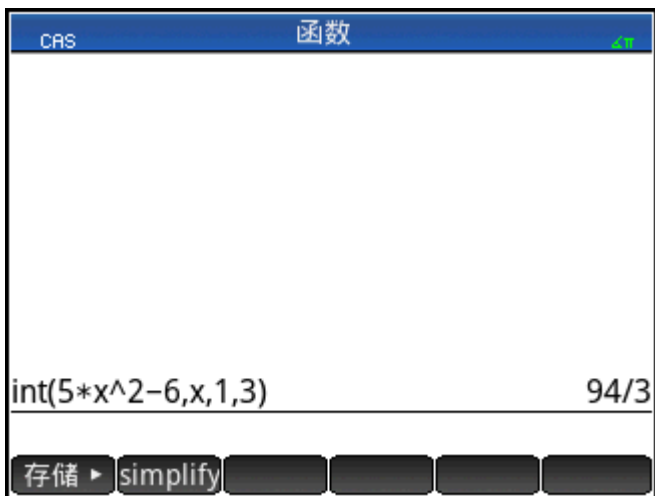 CAS 函数 ∡π
int(5*x^2−6,x,1,3) 94/3
存储 ▸ simplify